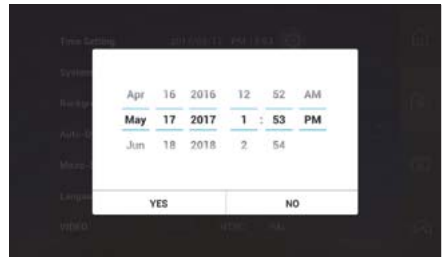 Time Setting
Apr 16 2016 12 52 AM
May 17 2017 1 : 53 PM
Jun 18 2018 2 54
YES NO
VIDEO